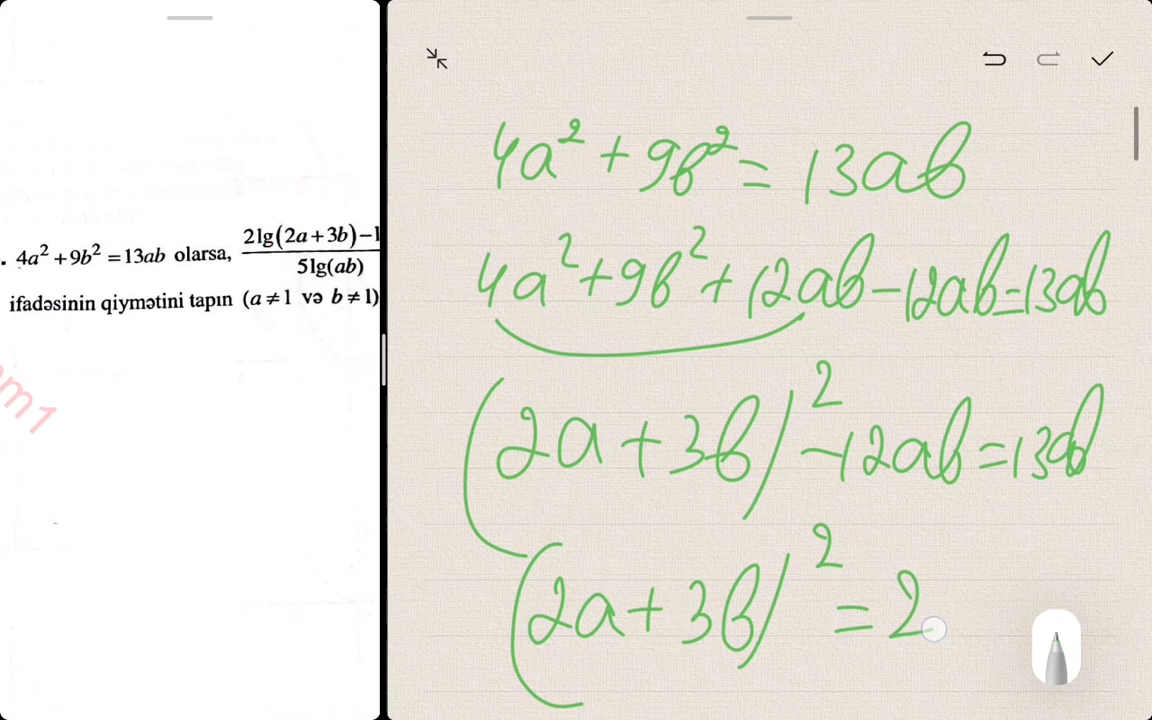 . 4a² + 9b² = 13ab olarsa, (2lg(2a+3b)−1)/(5lg(ab))
ifadəsinin qiymətini tapın (a ≠ 1 və b ≠ 1)
m1
4a² + 9b² = 13ab
4a² + 9b² + 12ab − 12ab = 13ab
(2a + 3b)² − 12ab = 13ab
(2a + 3b)² = 2